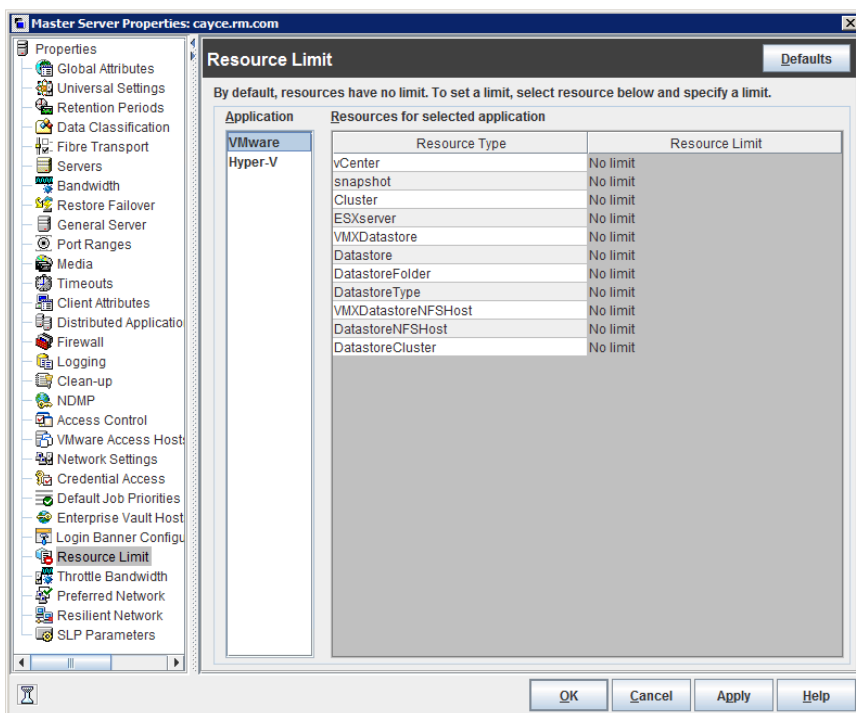 Master Server Properties: cayce.rm.com
Properties
Global Attributes
Universal Settings
Retention Periods
Data Classification
Fibre Transport
Servers
Bandwidth
Restore Failover
General Server
Port Ranges
Media
Timeouts
Client Attributes
Distributed Applicatio
Firewall
Logging
Clean-up
NDMP
Access Control
VMware Access Hosts
Network Settings
Credential Access
Default Job Priorities
Enterprise Vault Host
Login Banner Configu
Resource Limit
Throttle Bandwidth
Preferred Network
Resilient Network
SLP Parameters
Resource Limit
Defaults
By default, resources have no limit. To set a limit, select resource below and specify a limit.
Application
VMware
Hyper-V
Resources for selected application
Resource Type Resource Limit
vCenter No limit
snapshot No limit
Cluster No limit
ESXserver No limit
VMXDatastore No limit
Datastore No limit
DatastoreFolder No limit
DatastoreType No limit
VMXDatastoreNFSHost No limit
DatastoreNFSHost No limit
DatastoreCluster No limit
OK Cancel Apply Help